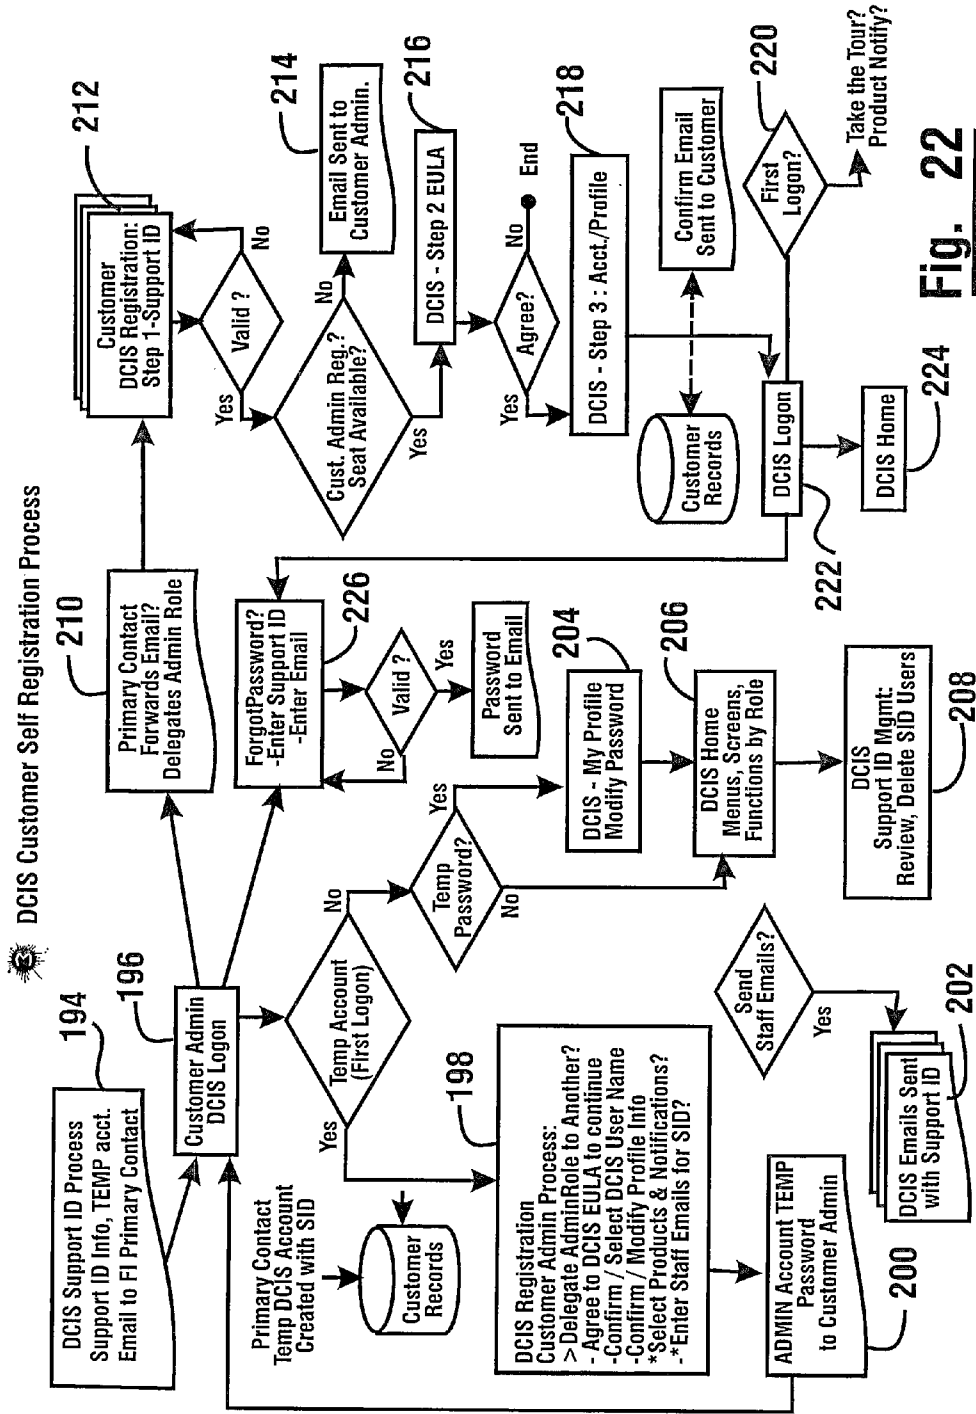 DCIS Customer Self Registration Process
194
DCIS Support ID Process
Support ID Info, TEMP acct.
Email to FI Primary Contact
196
Customer Admin
DCIS Logon
210
Primary Contact
Forwards Email?
Delegates Admin Role
212
Customer
DCIS Registration:
Step 1-Support ID
Valid ?
No
Yes
Cust. Admin Reg.?
Seat Available?
No
Yes
214
Email Sent to
Customer Admin.
216
DCIS - Step 2 EULA
Agree?
No
End
Yes
218
DCIS - Step 3 : Acct./Profile
Confirm Email
Sent to Customer
Customer
Records
220
First
Logon?
Take the Tour?
Product Notify?
DCIS Logon
222
DCIS Home
224
ForgotPassword?
-Enter Support ID
-Enter Email
226
Valid ?
No
Yes
Password
Sent to Email
Temp Account
(First Logon)
Yes
No
Temp
Password?
Yes
No
204
DCIS - My Profile
Modify Password
206
DCIS Home
Menus, Screens,
Functions by Role
DCIS
Support ID Mgmt:
Review, Delete SID Users
208
Primary Contact
Temp DCIS Account
Created with SID
Customer
Records
198
DCIS Registration
Customer Admin Process:
> Delegate AdminRole to Another?
- Agree to DCIS EULA to continue
-Confirm / Select DCIS User Name
-Confirm / Modify Profile Info
*Select Products & Notifications?
-*Enter Staff Emails for SID?
ADMIN Account TEMP
Password
to Customer Admin
200
Send
Staff Emails?
Yes
DCIS Emails Sent
with Support ID
202
Fig. 22